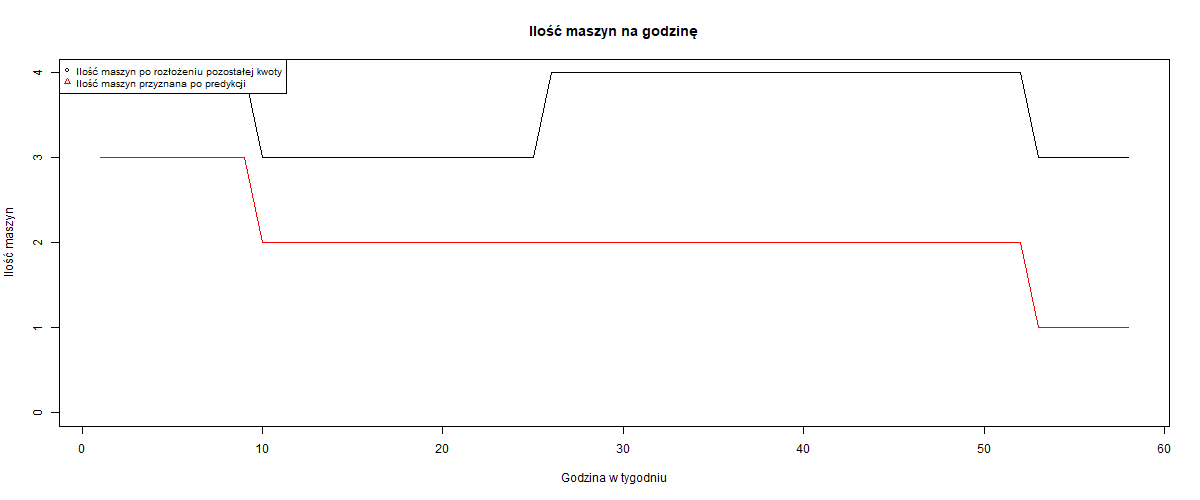 Ilość maszyn na godzinę
Ilość maszyn po rozłożeniu pozostałej kwoty
Ilość maszyn przyznana po predykcji
Ilość maszyn
4
3
2
1
0
0 10 20 30 40 50 60
Godzina w tygodniu